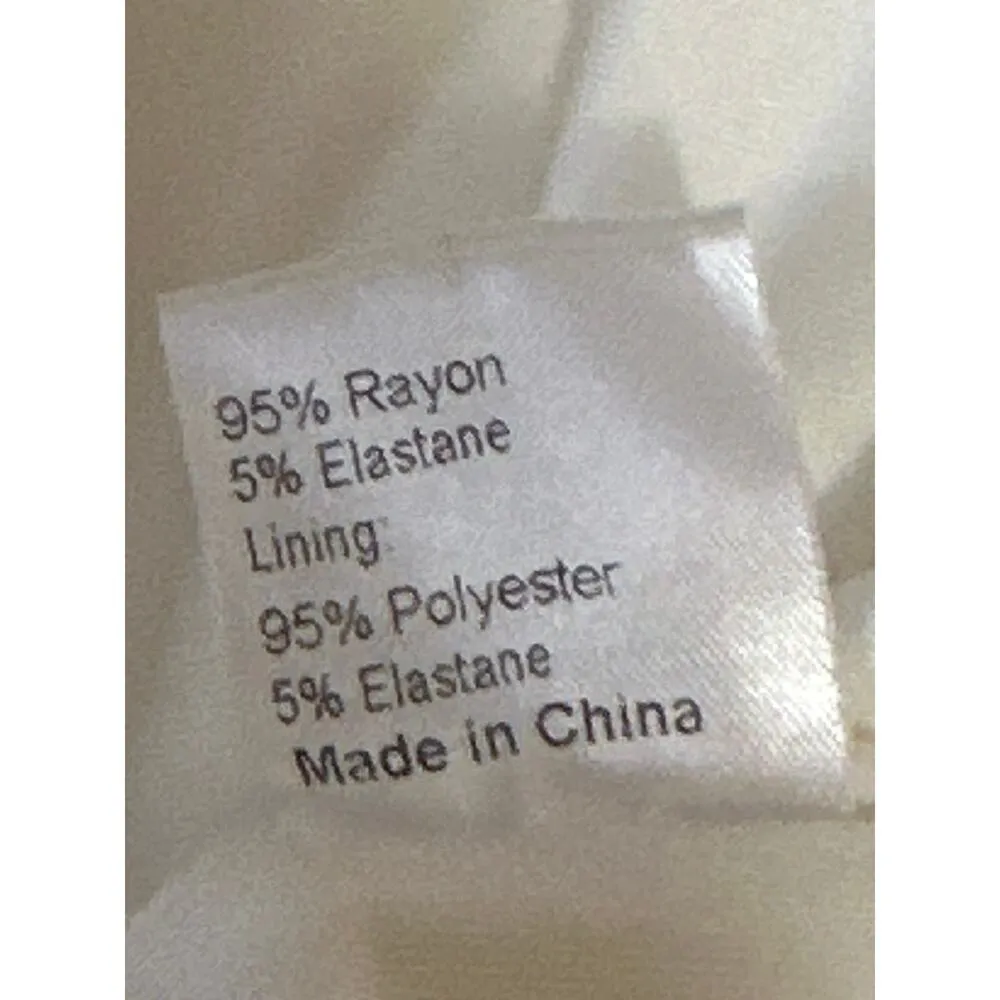 95% Rayon
5% Elastane
Lining:
95% Polyester
5% Elastane
Made in China